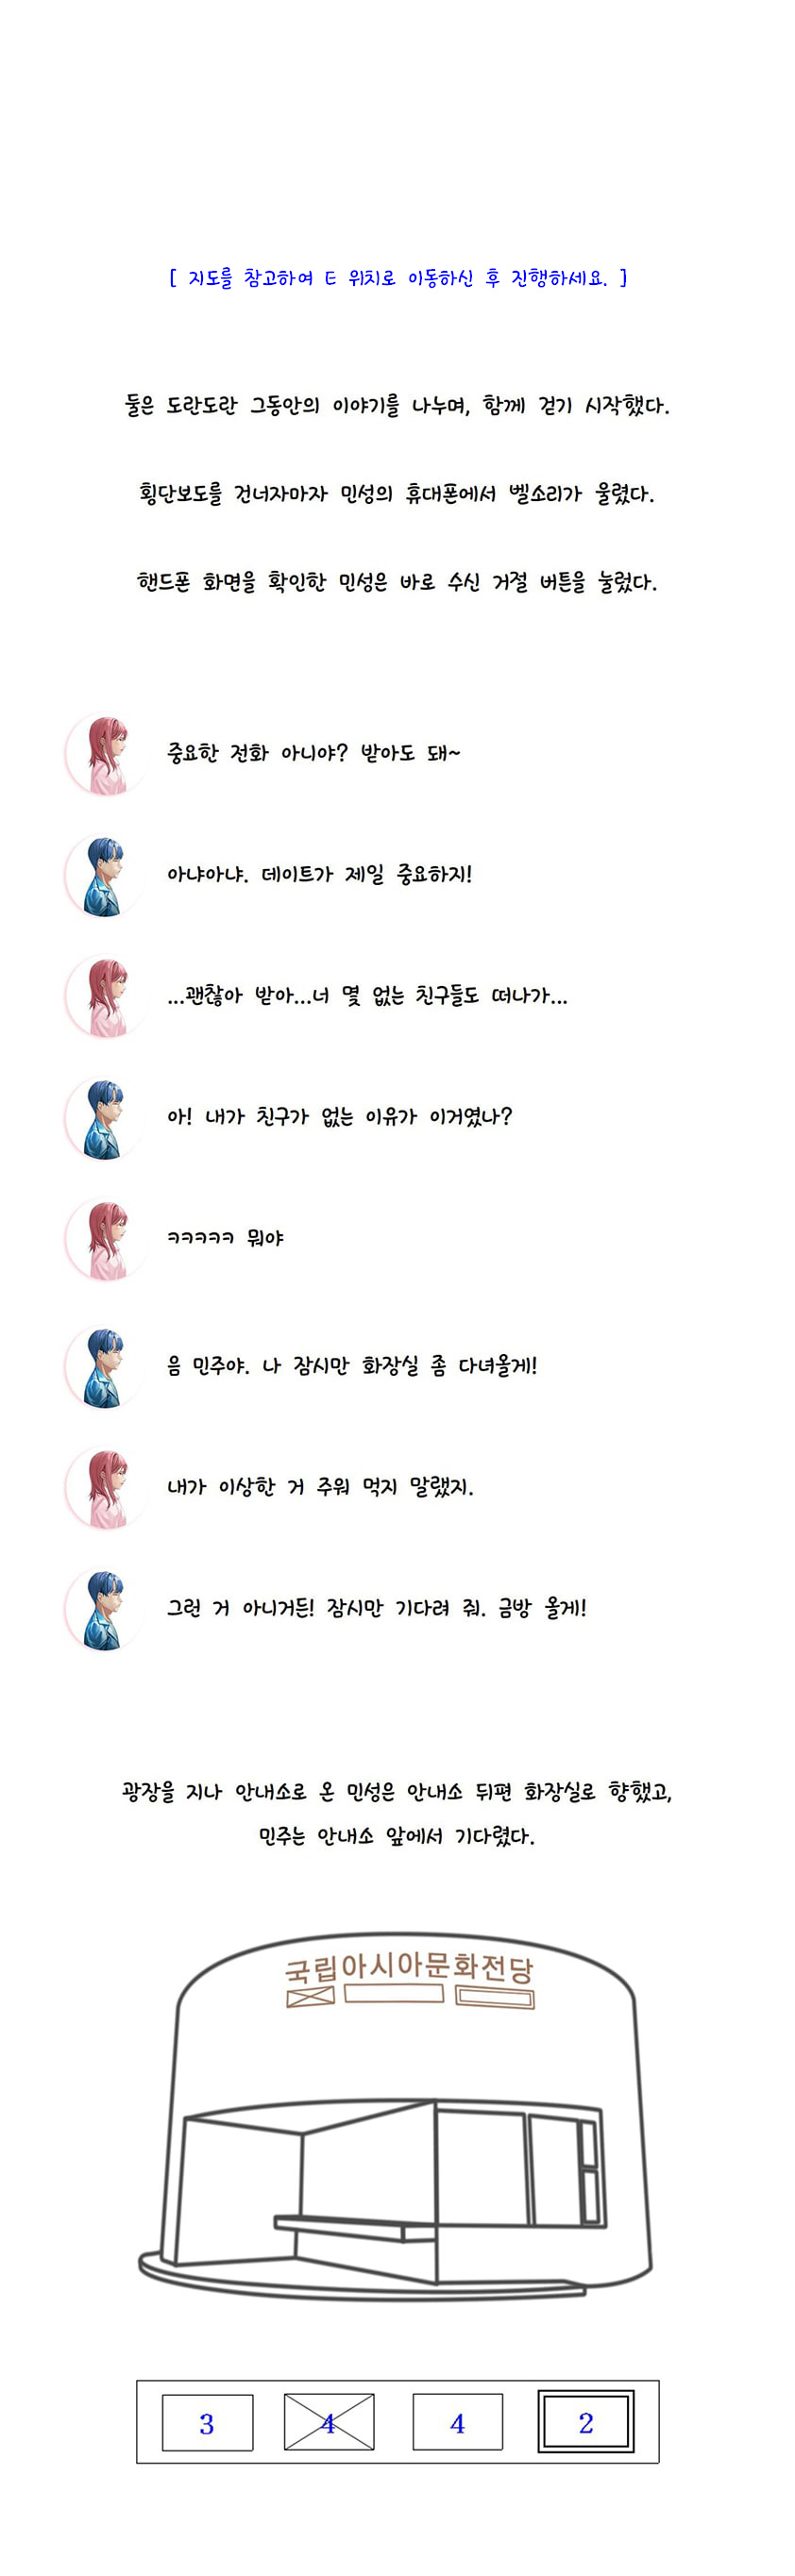 [ 지도를 참고하여 E 위치로 이동하신 후 진행하세요. ]
둘은 도란도란 그동안의 이야기를 나누며, 함께 걷기 시작했다.
횡단보도를 건너자마자 민성의 휴대폰에서 벨소리가 울렸다.
핸드폰 화면을 확인한 민성은 바로 수신 거절 버튼을 눌렀다.
중요한 전화 아니야? 받아도 돼~
아냐아냐. 데이트가 제일 중요하지!
...괜찮아 받아...너 몇 없는 친구들도 떠나가...
아! 내가 친구가 없는 이유가 이거였나?
ㅋㅋㅋㅋㅋ 뭐야
음 민주야. 나 잠시만 화장실 좀 다녀올게!
내가 이상한 거 주워 먹지 말랬지.
그런 거 아니거든! 잠시만 기다려 줘. 금방 올게!
광장을 지나 안내소로 온 민성은 안내소 뒤편 화장실로 향했고,
민주는 안내소 앞에서 기다렸다.
국립아시아문화전당
3 4 4 2